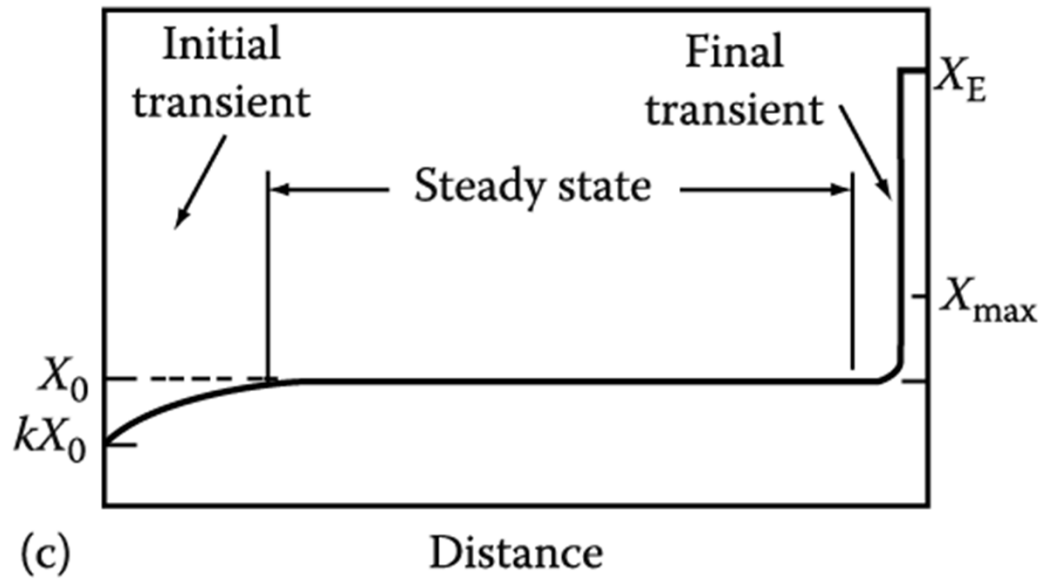 Initial
transient
Final
transient
X_E
Steady state
X_max
X_0
kX_0
(c)
Distance